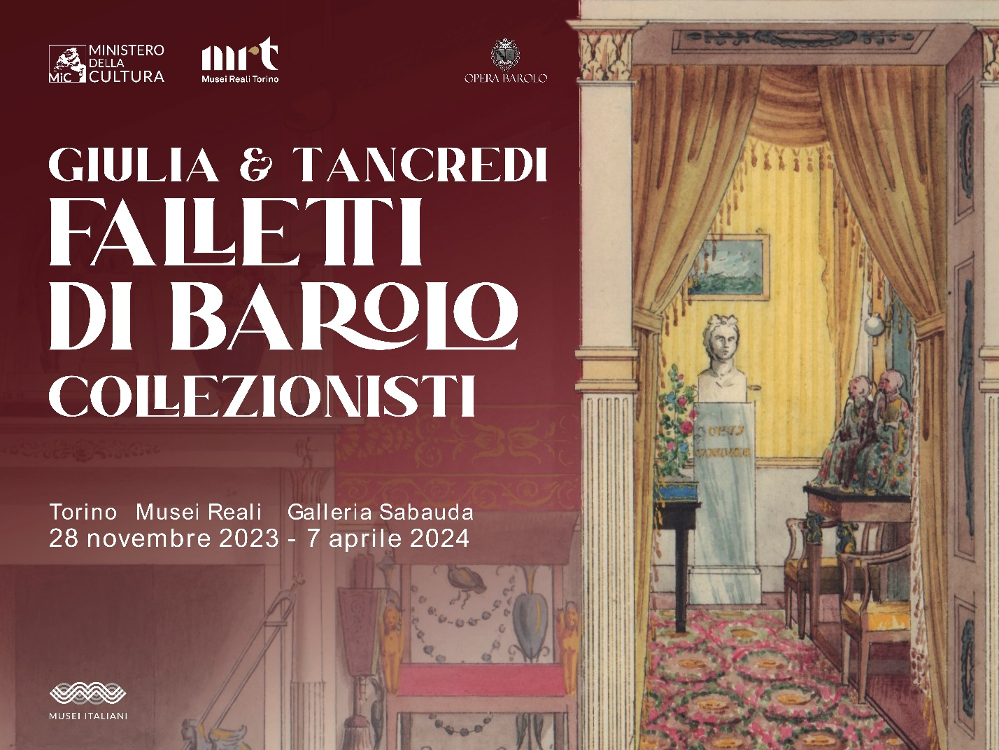 MiC
MINISTERO
DELLA
CULTURA
mrt
Musei Reali Torino
OPERA BAROLO
GIULIA & TANCREDI
FALLETTI
DI BAROLO
COLLEZIONISTI
Torino Musei Reali Galleria Sabauda
28 novembre 2023 - 7 aprile 2024
MUSEI ITALIANI
OPUS